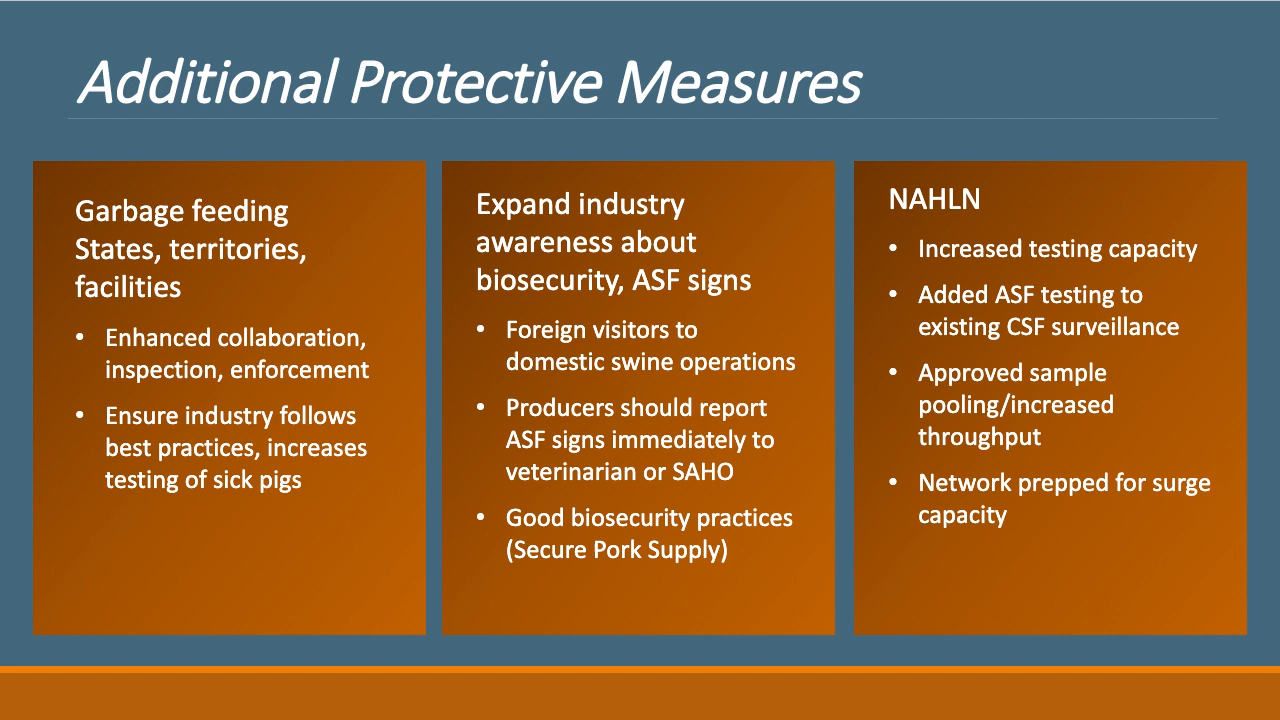 Additional Protective Measures
Garbage feeding
States, territories,
facilities
• Enhanced collaboration,
inspection, enforcement
• Ensure industry follows
best practices, increases
testing of sick pigs
Expand industry
awareness about
biosecurity, ASF signs
• Foreign visitors to
domestic swine operations
• Producers should report
ASF signs immediately to
veterinarian or SAHO
• Good biosecurity practices
(Secure Pork Supply)
NAHLN
• Increased testing capacity
• Added ASF testing to
existing CSF surveillance
• Approved sample
pooling/increased
throughput
• Network prepped for surge
capacity